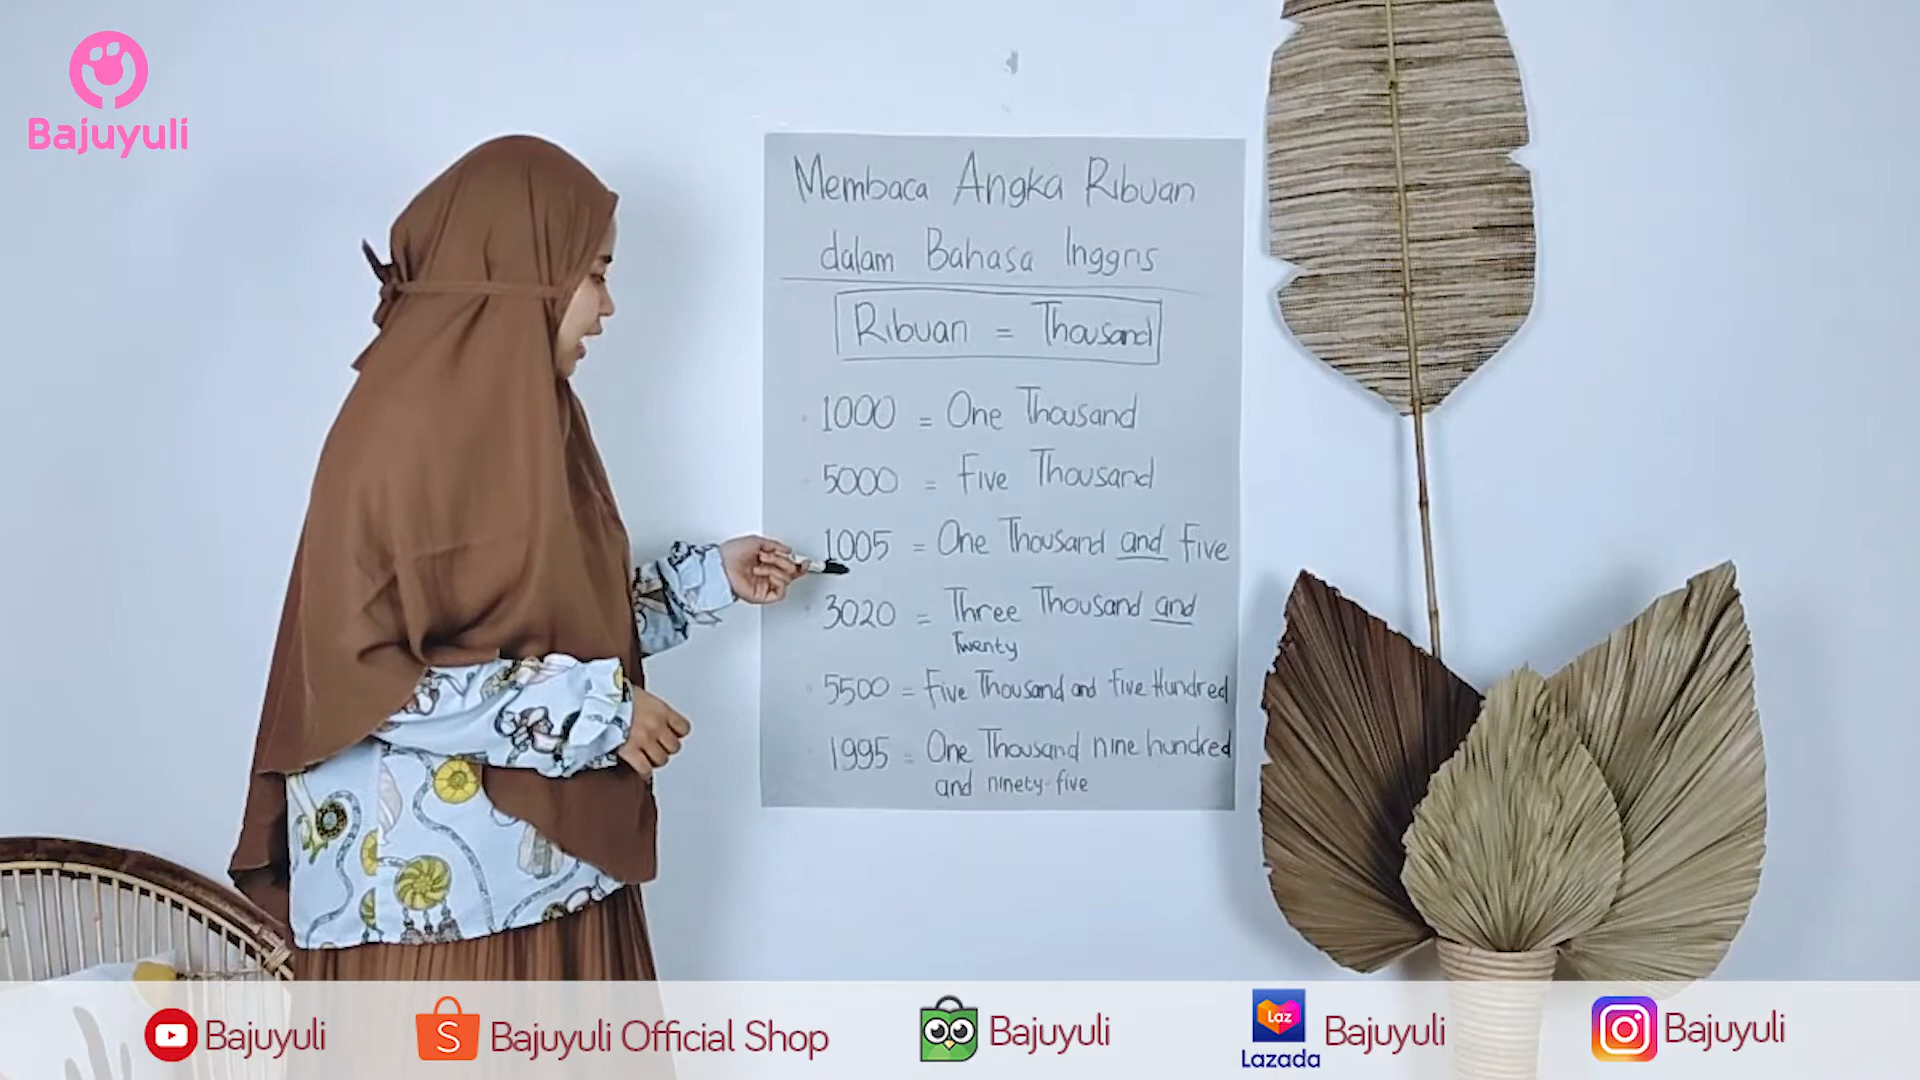 Bajuyuli
Membaca Angka Ribuan
dalam Bahasa Inggris
Ribuan = Thousand
1000 = One Thousand
5000 = Five Thousand
1005 = One Thousand and Five
3020 = Three Thousand and
Twenty
5500 = Five Thousand and five Hundred
1995 = One Thousand nine hundred
and ninety-five
Bajuyuli
Bajuyuli Official Shop
Bajuyuli
Laz
Lazada
Bajuyuli
Bajuyuli